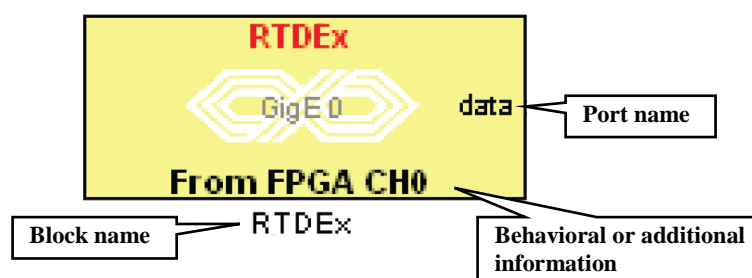 RTDEx
GigE 0
data
Port name
From FPGA CH0
RTDEx
Block name
Behavioral or additional
information